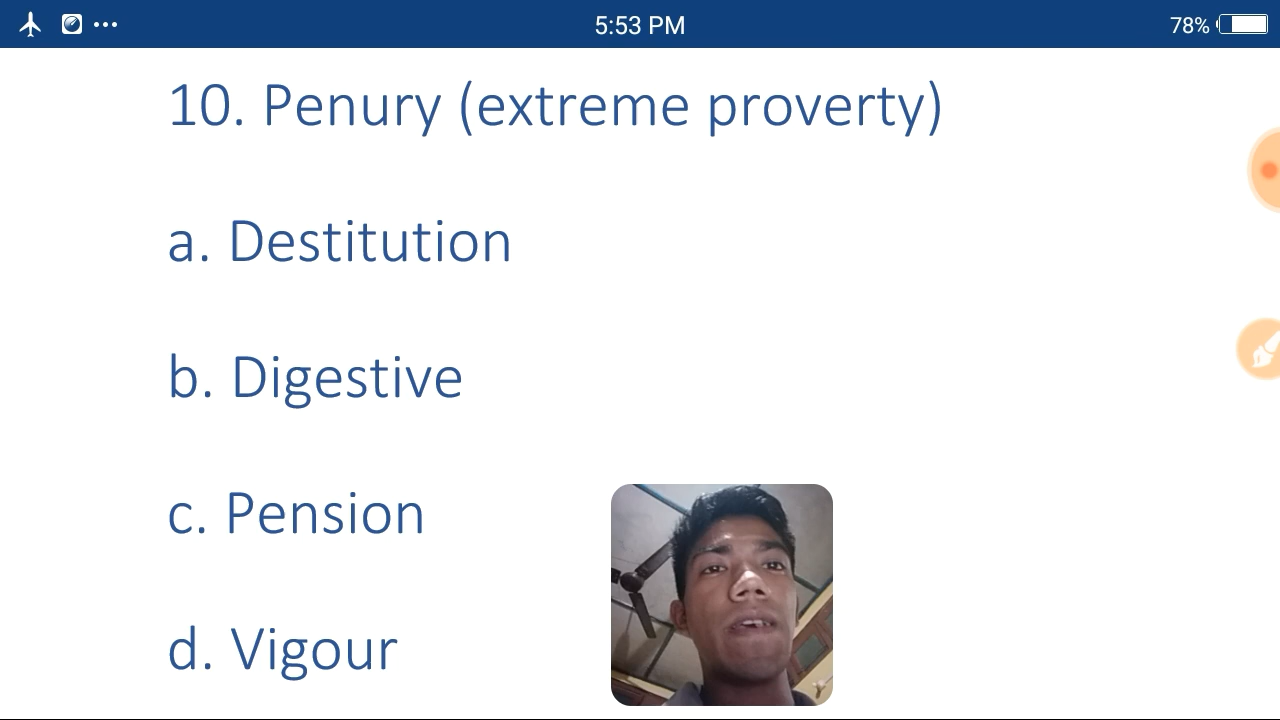 5:53 PM
78%
10. Penury (extreme proverty)
a. Destitution
b. Digestive
c. Pension
d. Vigour